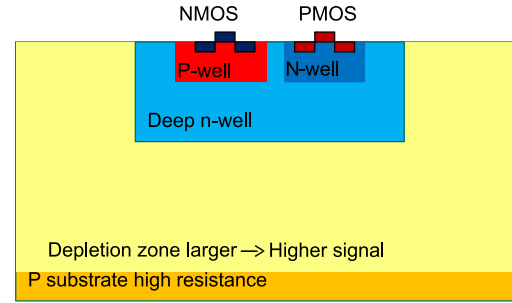 NMOS PMOS
P-well N-well
Deep n-well
Depletion zone larger → Higher signal
P substrate high resistance